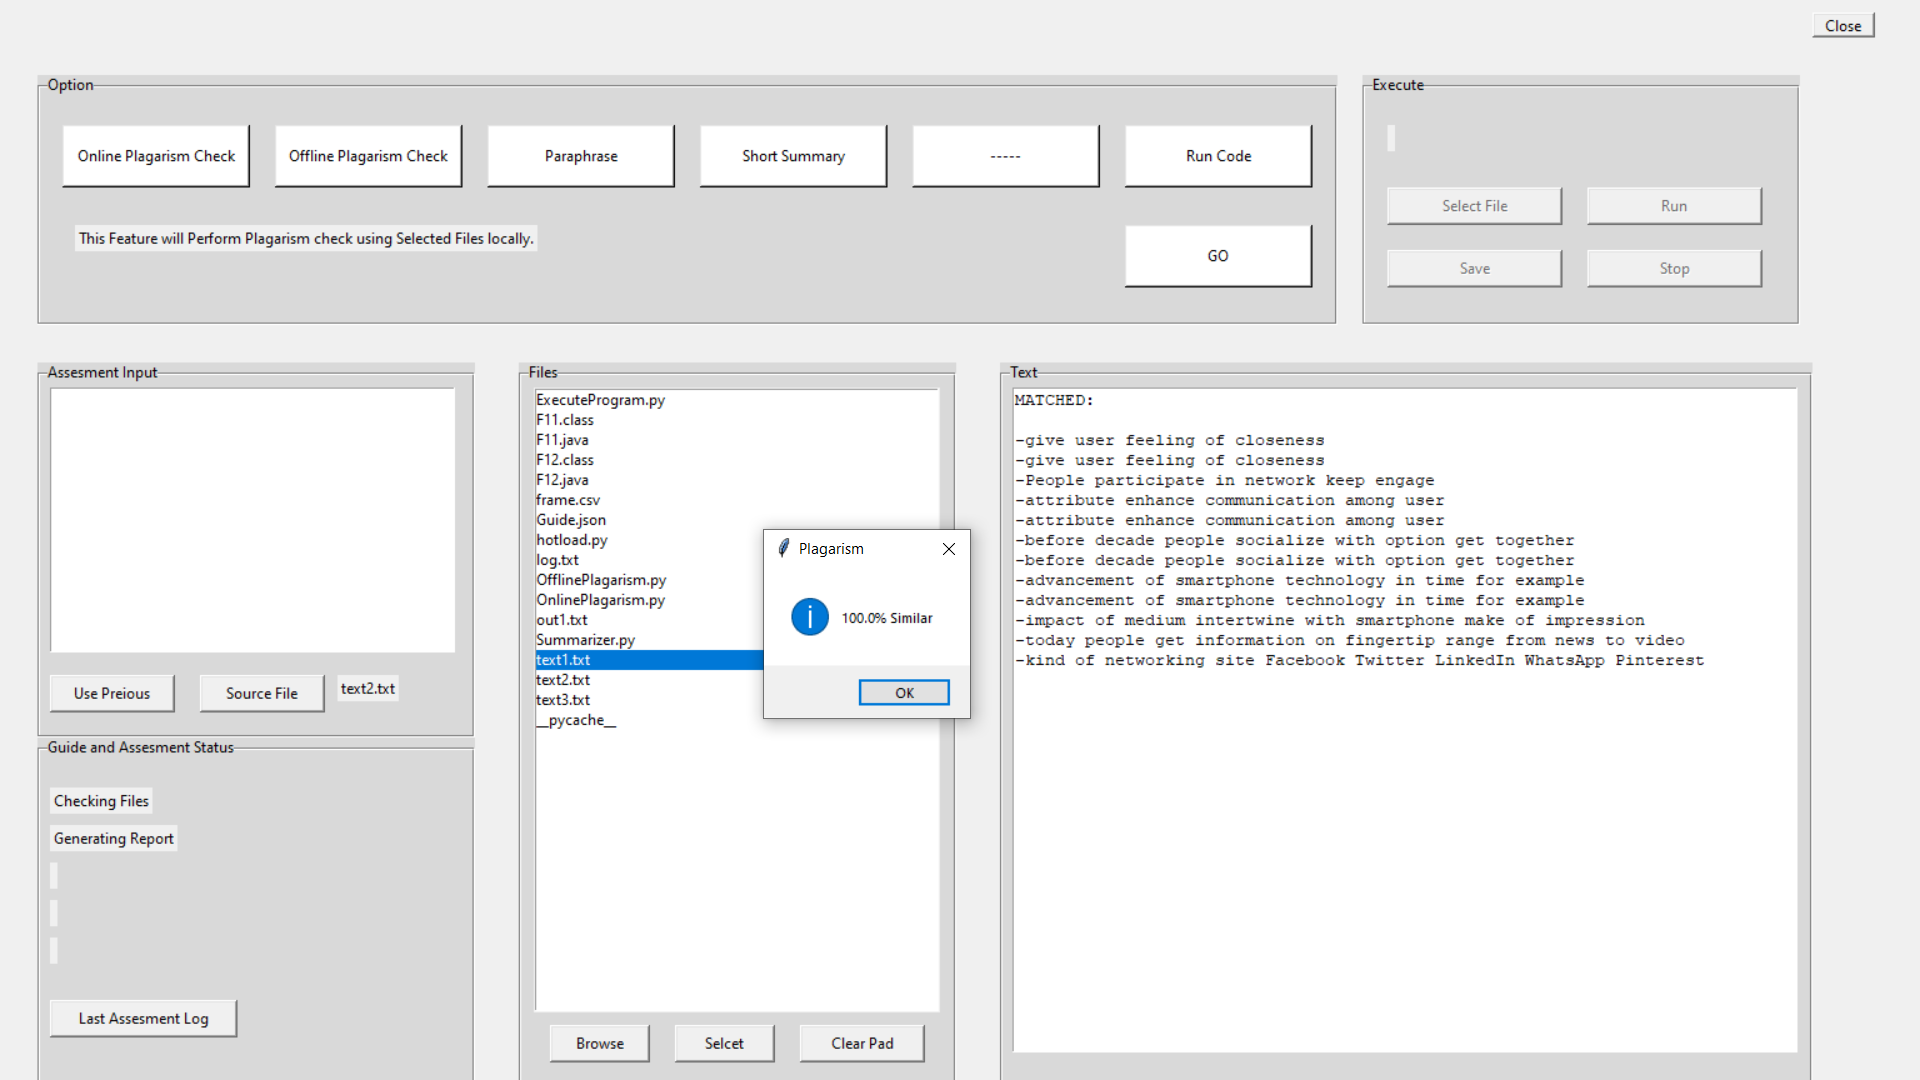 Close
Option
Online Plagarism Check
Offline Plagarism Check
Paraphrase
Short Summary
-----
Run Code
This Feature will Perform Plagarism check using Selected Files locally.
GO
Execute
Select File
Run
Save
Stop
Assesment Input
Use Preious
Source File
text2.txt
Guide and Assesment Status
Checking Files
Generating Report
Last Assesment Log
Files
ExecuteProgram.py
F11.class
F11.java
F12.class
F12.java
frame.csv
Guide.json
hotload.py
log.txt
OfflinePlagarism.py
OnlinePlagarism.py
out1.txt
Summarizer.py
text1.txt
text2.txt
text3.txt
__pycache__
Browse
Selcet
Clear Pad
Plagarism
100.0% Similar
OK
Text
MATCHED:
-give user feeling of closeness
-give user feeling of closeness
-People participate in network keep engage
-attribute enhance communication among user
-attribute enhance communication among user
-before decade people socialize with option get together
-before decade people socialize with option get together
-advancement of smartphone technology in time for example
-advancement of smartphone technology in time for example
-impact of medium intertwine with smartphone make of impression
-today people get information on fingertip range from news to video
-kind of networking site Facebook Twitter LinkedIn WhatsApp Pinterest